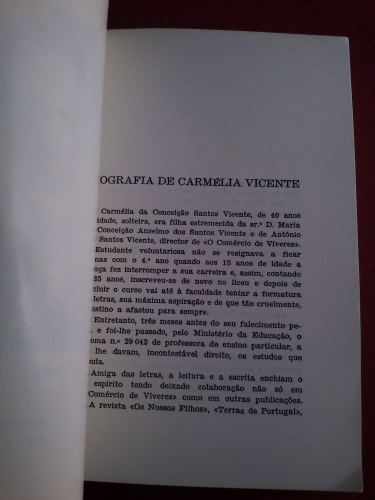 OGRAFIA DE CARMÉLIA VICENTE
Carmélia da Conceição Santos Vicente, de 40 anos
idade, solteira, era filha estremecida da sr.ª D. Maria
Conceição Anselmo dos Santos Vicente e de Antônio
Santos Vicente, director de «O Comércio de Viveres».
Estudante voluntariosa não se resignava a ficar
nas com o 4.º ano quando aos 15 anos de idade a
nça fez interromper a sua carreira e, assim, contando
35 anos, inscreveu-se de novo no liceu e depois de
cluir o curso vai até à faculdade tentar a formatura
letras, sua máxima aspiração e de que tão cruelmente,
estino a afastou para sempre.
Entretanto, três meses antes do seu falecimento pe-
e foi-lhe passado, pelo Ministério da Educação, o
oma n.º 29 042 de professora de ensino particular, a
lhe davam, incontestável direito, os estudos que
uia.
Amiga das letras, a leitura e a escrita enchiam o
espírito tendo deixado colaboração não só em
Comércio de Viveres» como em outras publicações.
A revista «Os Nossos Filhos», «Terras de Portugal»,